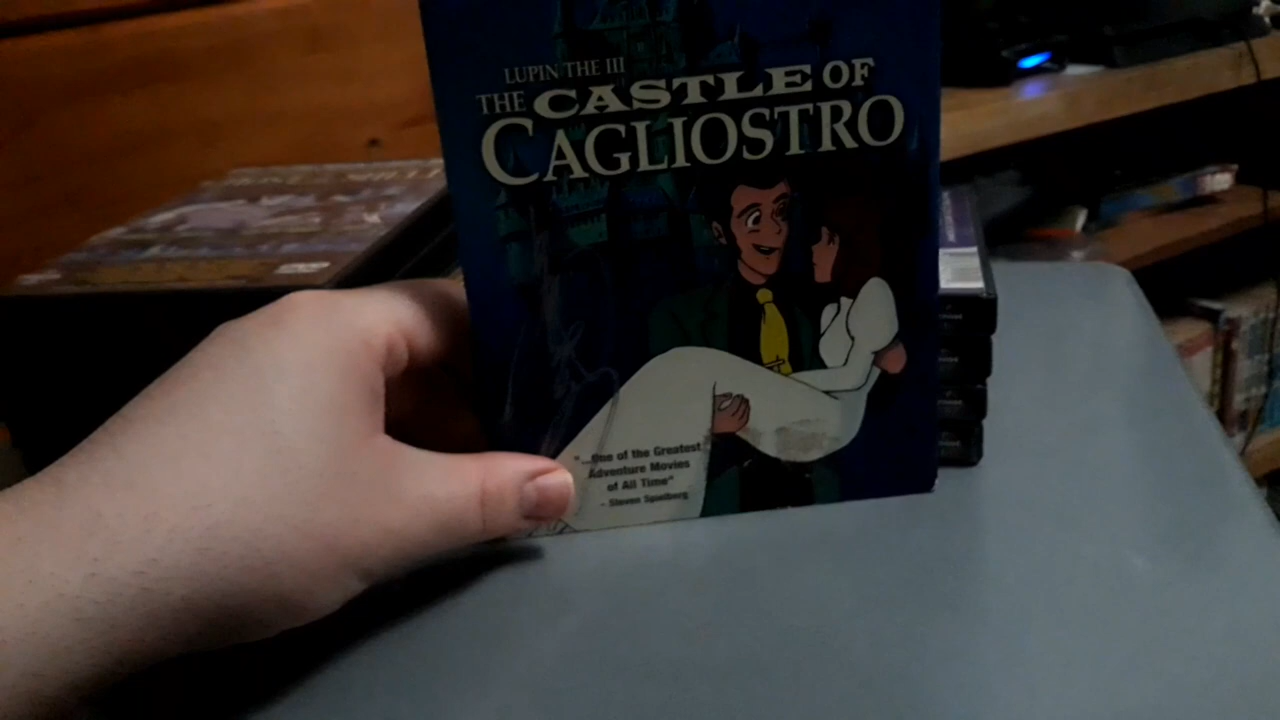 LUPIN THE III
THE CASTLE OF
CAGLIOSTRO
"...One of the Greatest
Adventure Movies
of All Time"
- Steven Spielberg